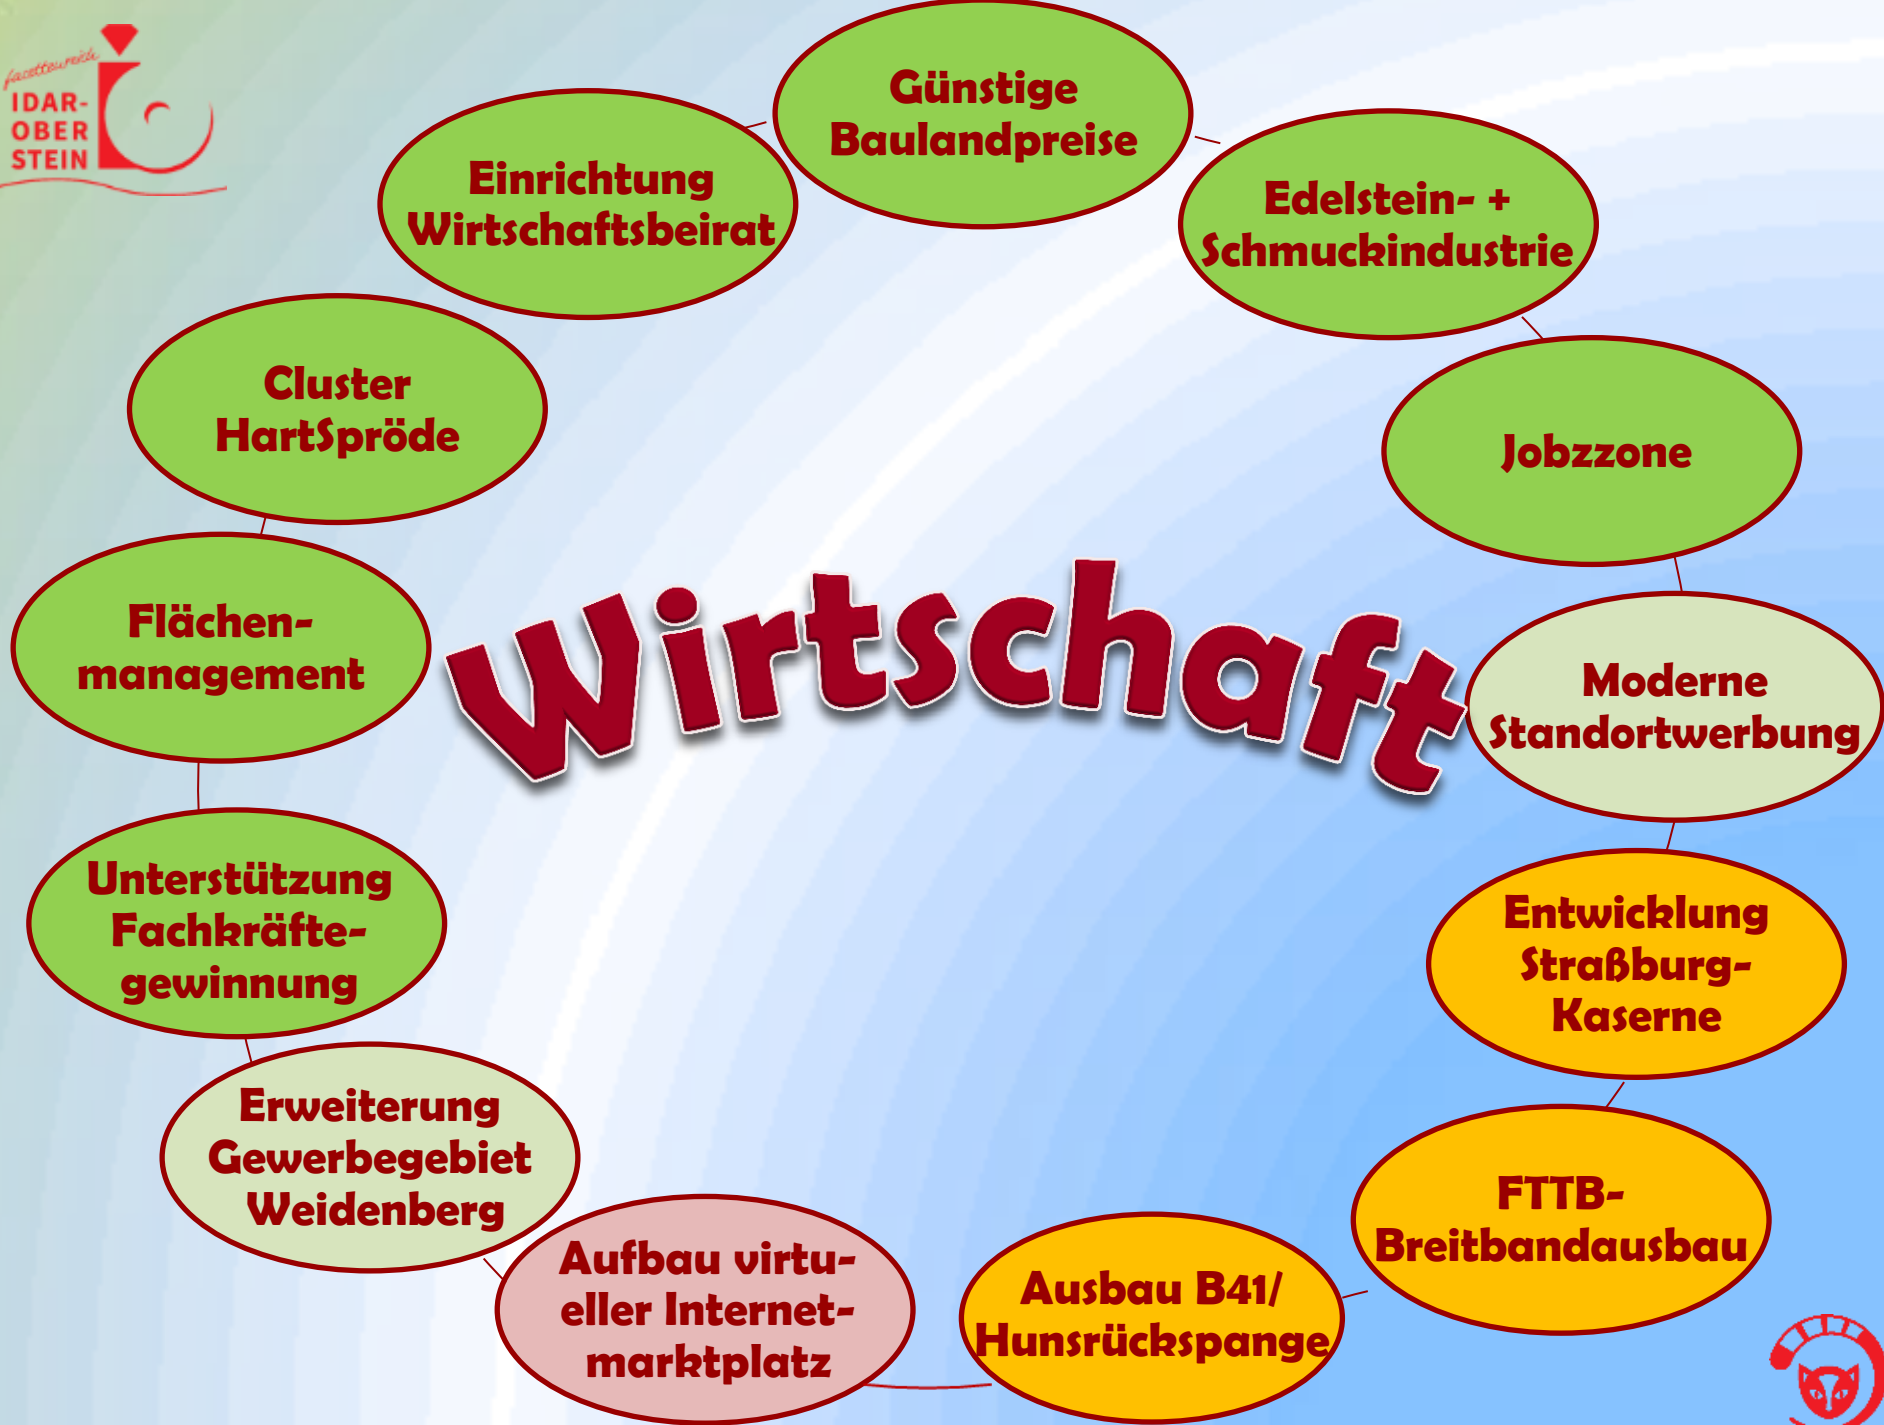 facettenreich
IDAR-
OBER
STEIN
Günstige
Baulandpreise
Edelstein- +
Schmuckindustrie
Jobzzone
Moderne
Standortwerbung
Entwicklung
Straßburg-
Kaserne
FTTB-
Breitbandausbau
Ausbau B41/
Hunsrückspange
Aufbau virtu-
eller Internet-
marktplatz
Erweiterung
Gewerbegebiet
Weidenberg
Unterstützung
Fachkräfte-
gewinnung
Flächen-
management
Cluster
HartSpröde
Einrichtung
Wirtschaftsbeirat
Wirtschaft